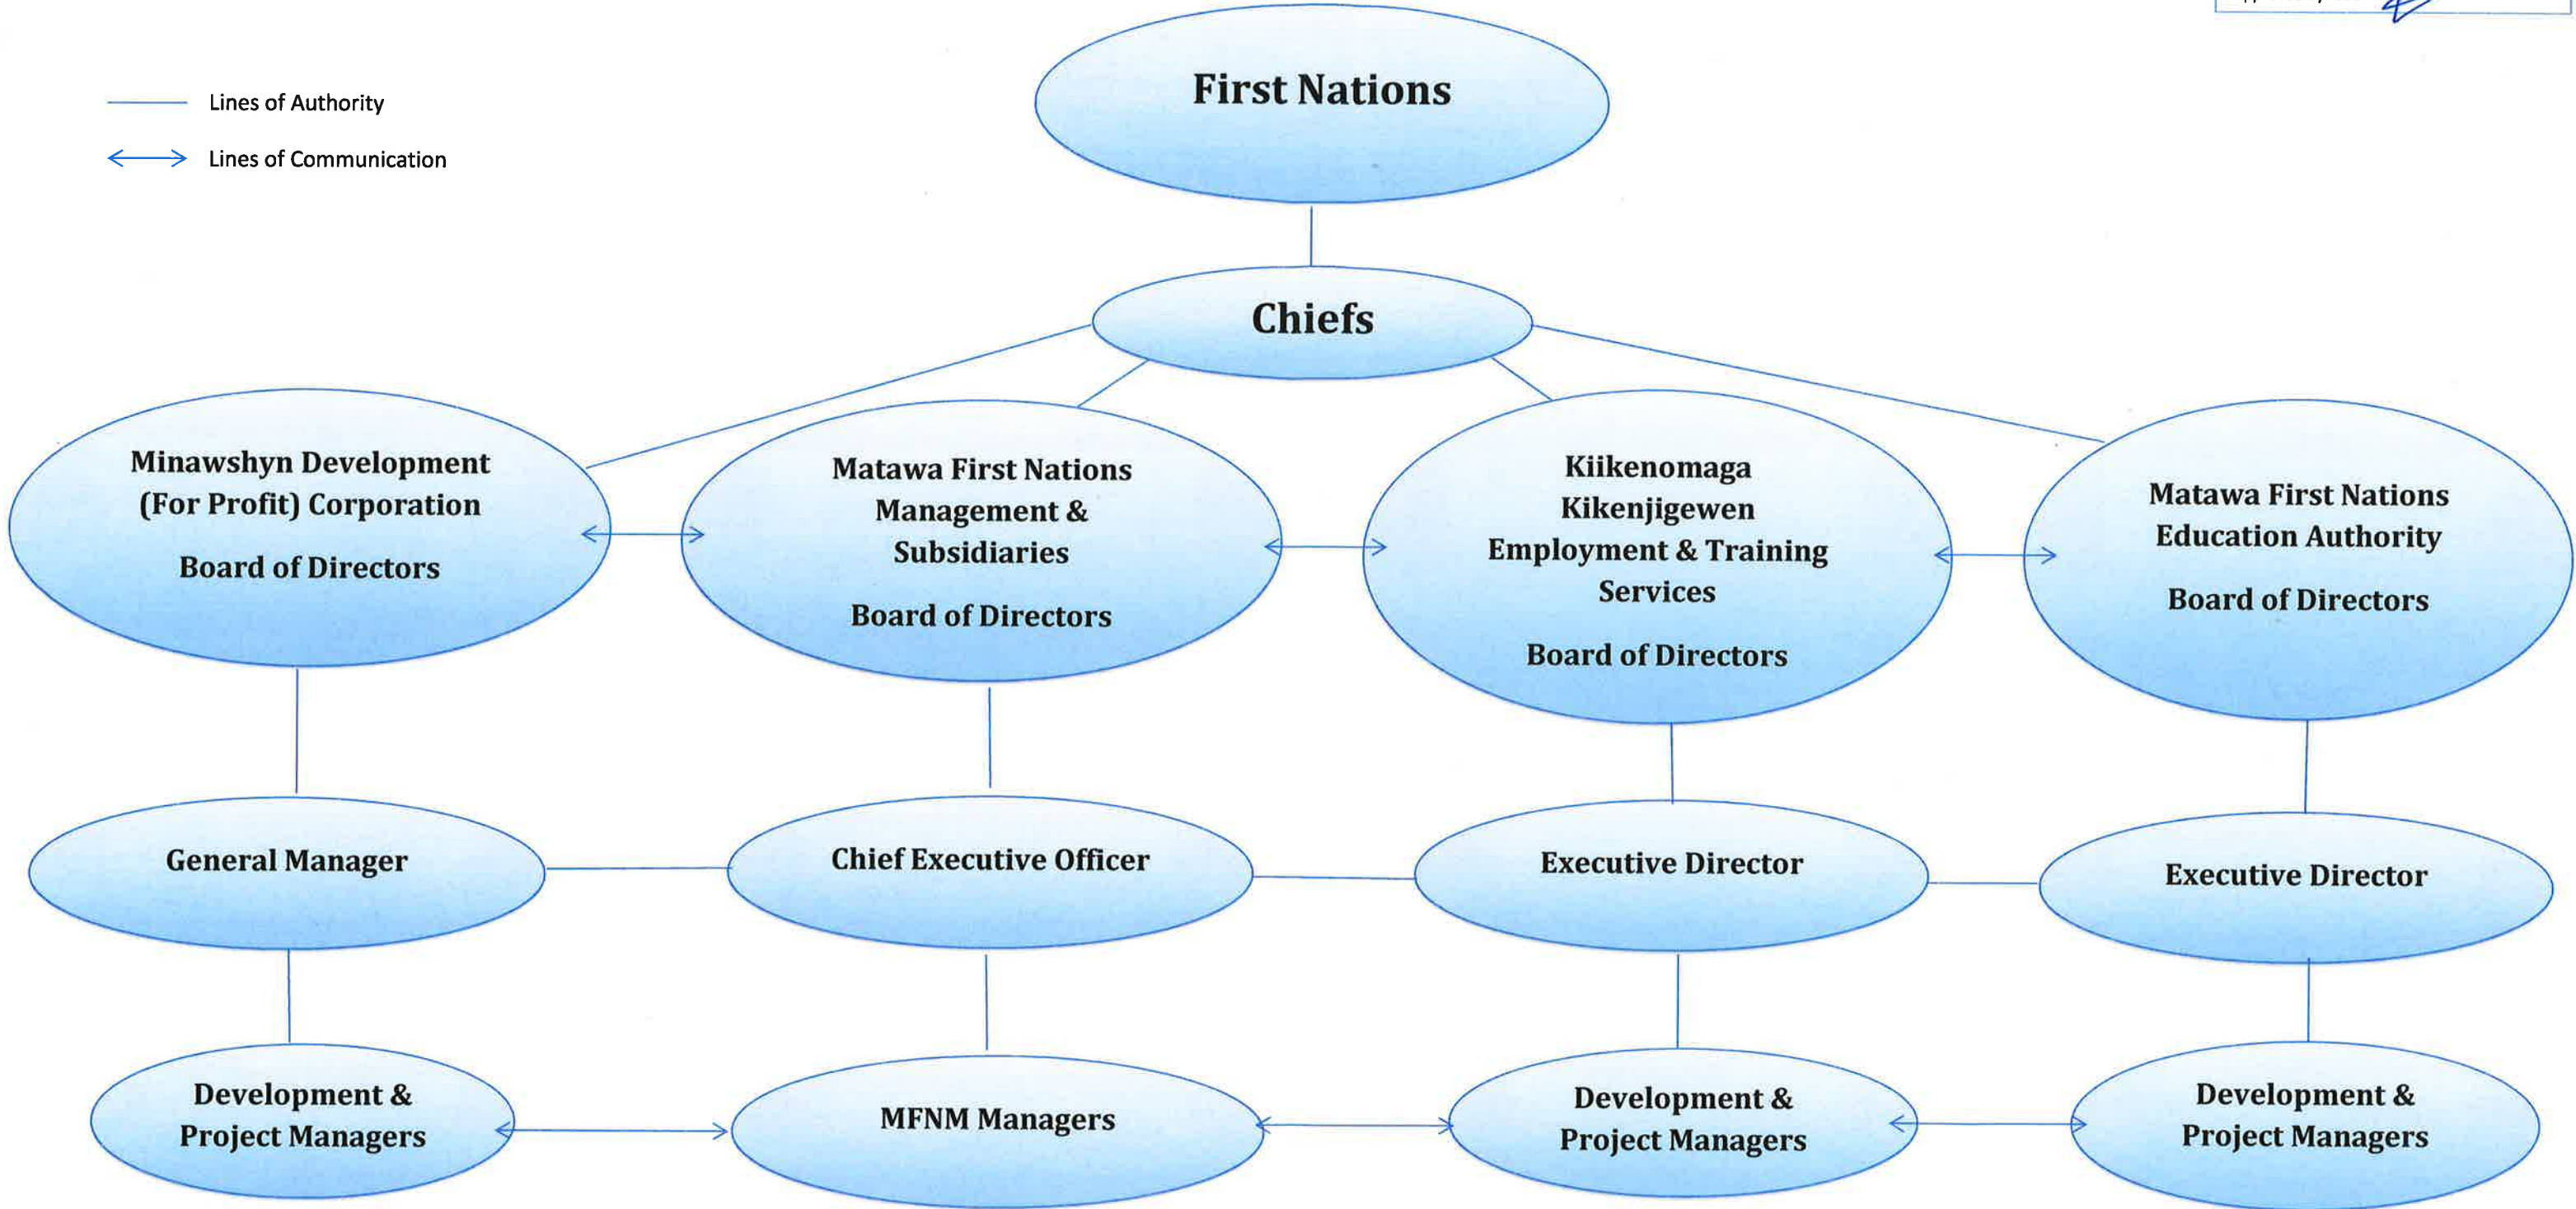 First Nations
Lines of Authority
Lines of Communication
Chiefs
Minawshyn Development
(For Profit) Corporation
Board of Directors
Matawa First Nations
Management &
Subsidiaries
Board of Directors
Kiikenomaga
Kikenjigewen
Employment & Training
Services
Board of Directors
Matawa First Nations
Education Authority
Board of Directors
General Manager
Chief Executive Officer
Executive Director
Executive Director
Development &
Project Managers
MFNM Managers
Development &
Project Managers
Development &
Project Managers